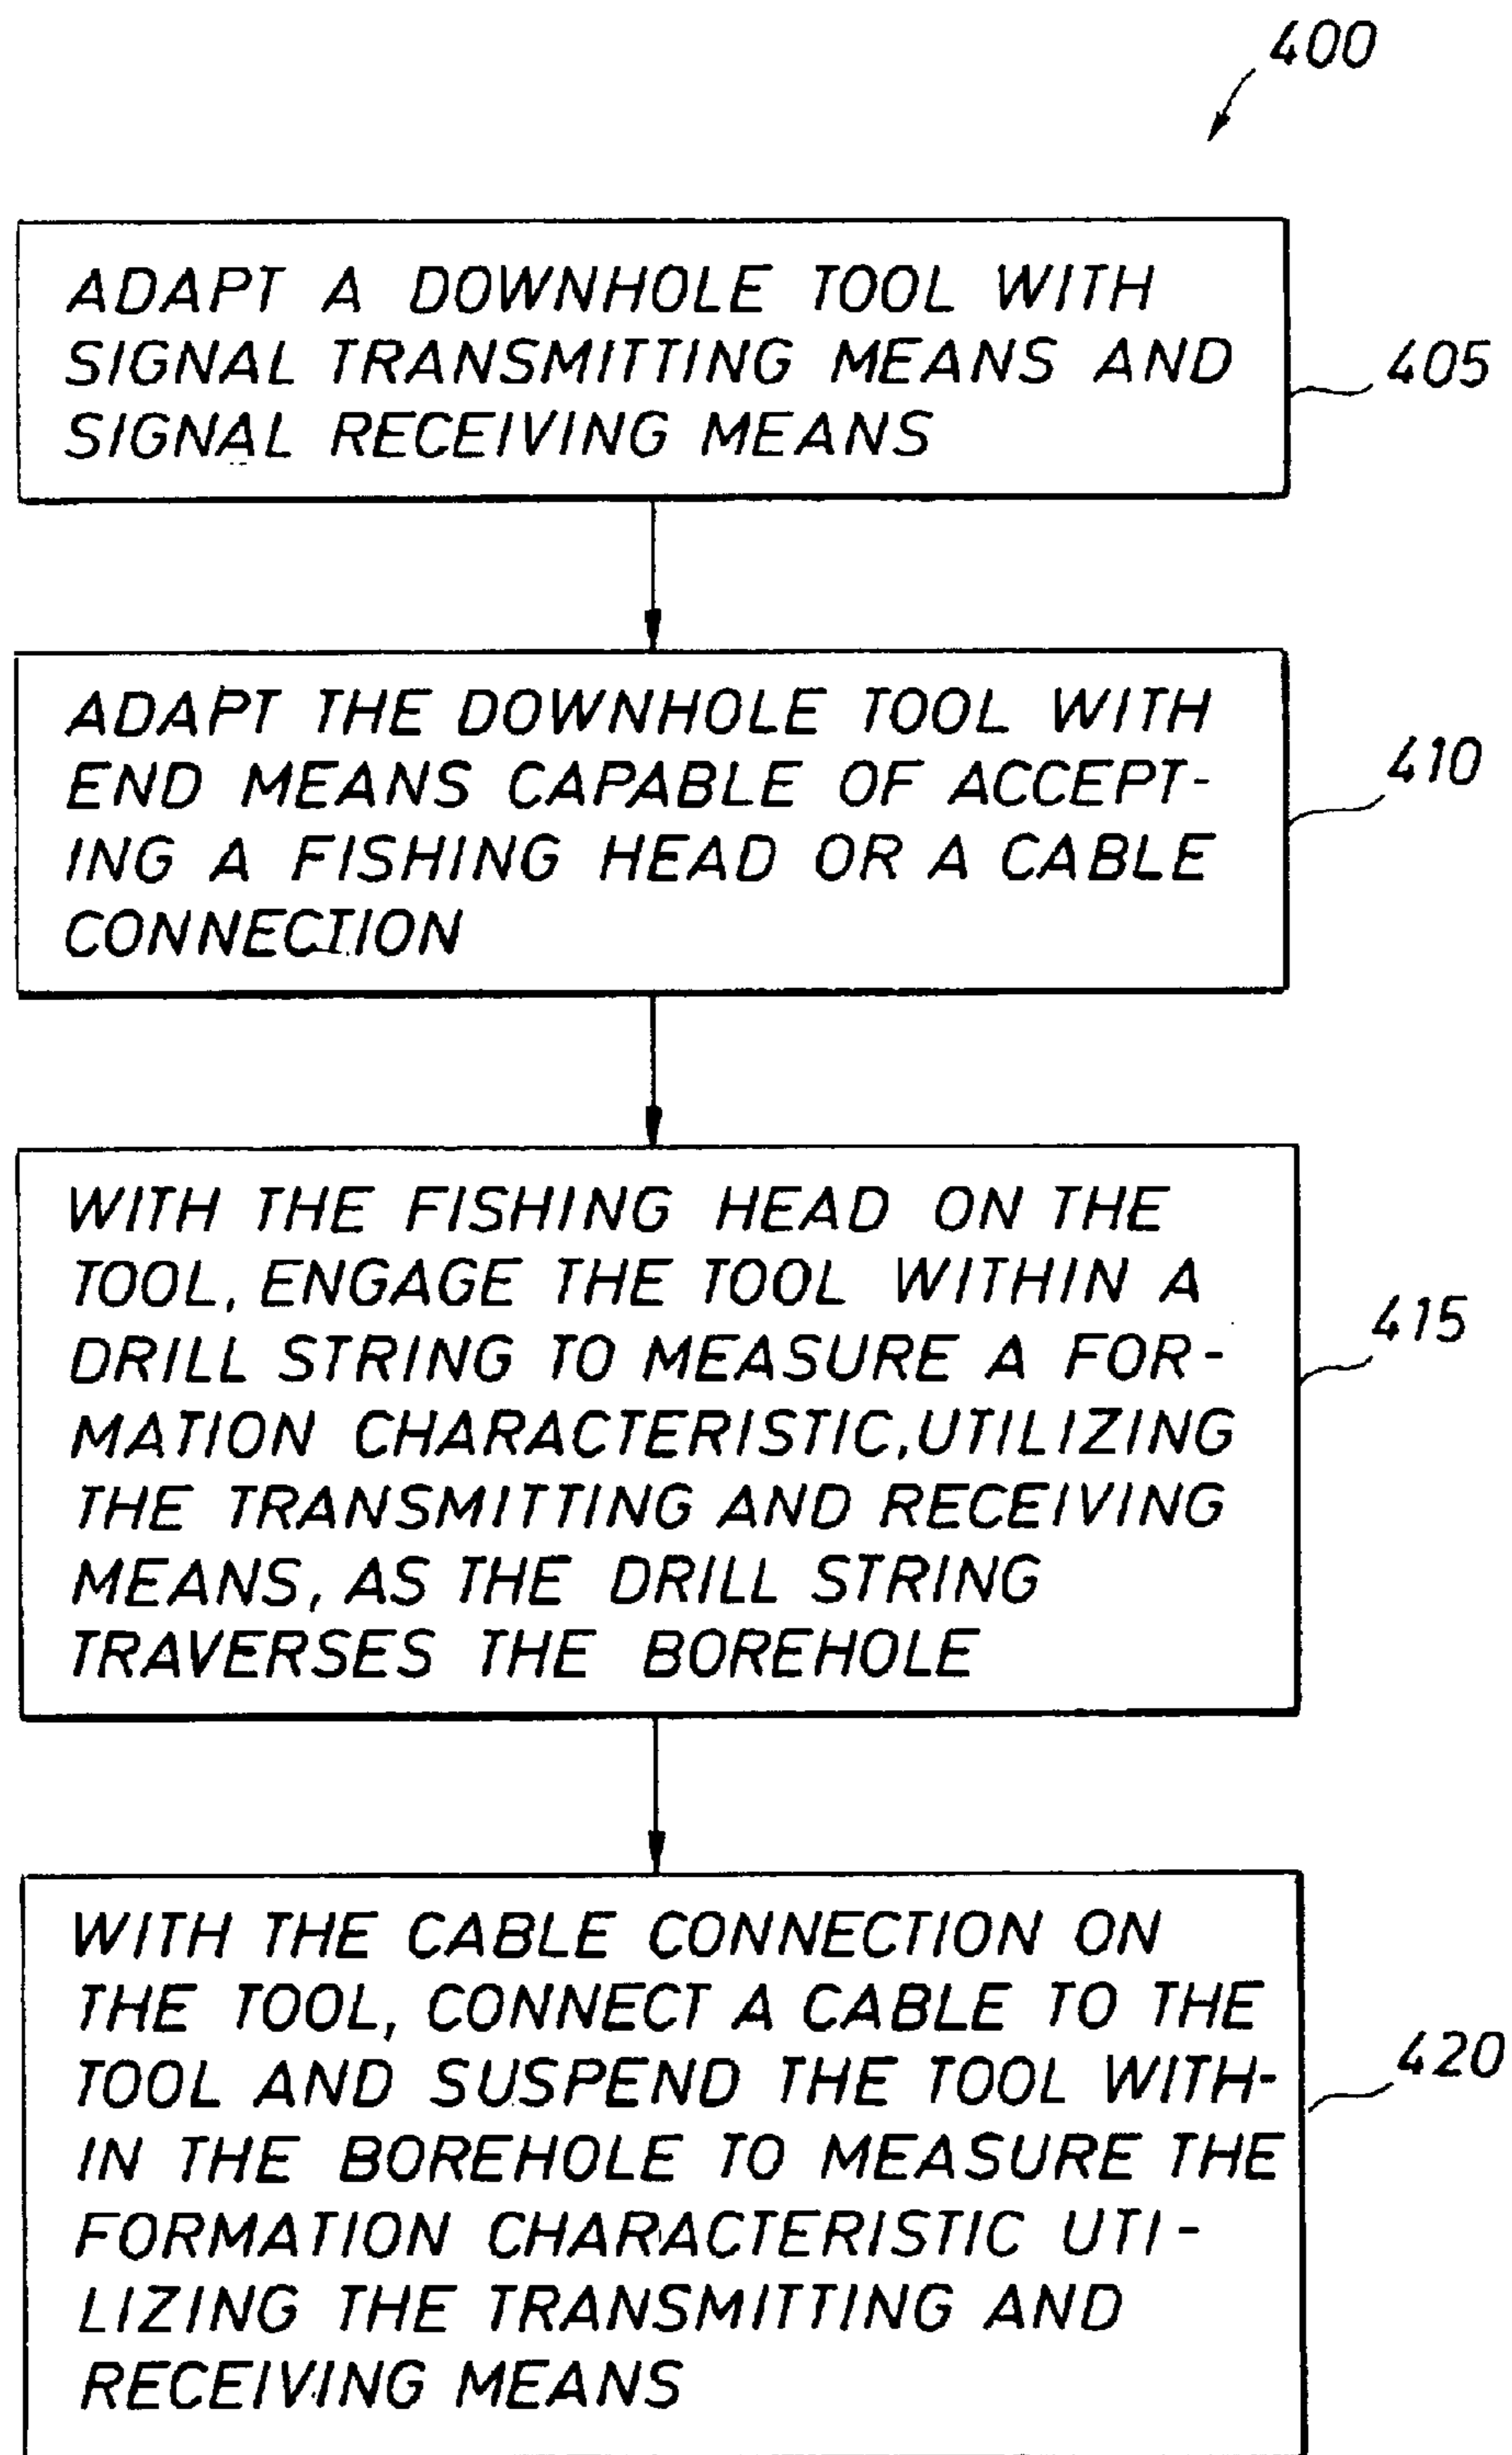 400
ADAPT A DOWNHOLE TOOL WITH
SIGNAL TRANSMITTING MEANS AND
SIGNAL RECEIVING MEANS
405
ADAPT THE DOWNHOLE TOOL WITH
END MEANS CAPABLE OF ACCEPT-
ING A FISHING HEAD OR A CABLE
CONNECTION
410
WITH THE FISHING HEAD ON THE
TOOL, ENGAGE THE TOOL WITHIN A
DRILL STRING TO MEASURE A FOR-
MATION CHARACTERISTIC, UTILIZING
THE TRANSMITTING AND RECEIVING
MEANS, AS THE DRILL STRING
TRAVERSES THE BOREHOLE
415
WITH THE CABLE CONNECTION ON
THE TOOL, CONNECT A CABLE TO THE
TOOL AND SUSPEND THE TOOL WITH-
IN THE BOREHOLE TO MEASURE THE
FORMATION CHARACTERISTIC UTI-
LIZING THE TRANSMITTING AND
RECEIVING MEANS
420